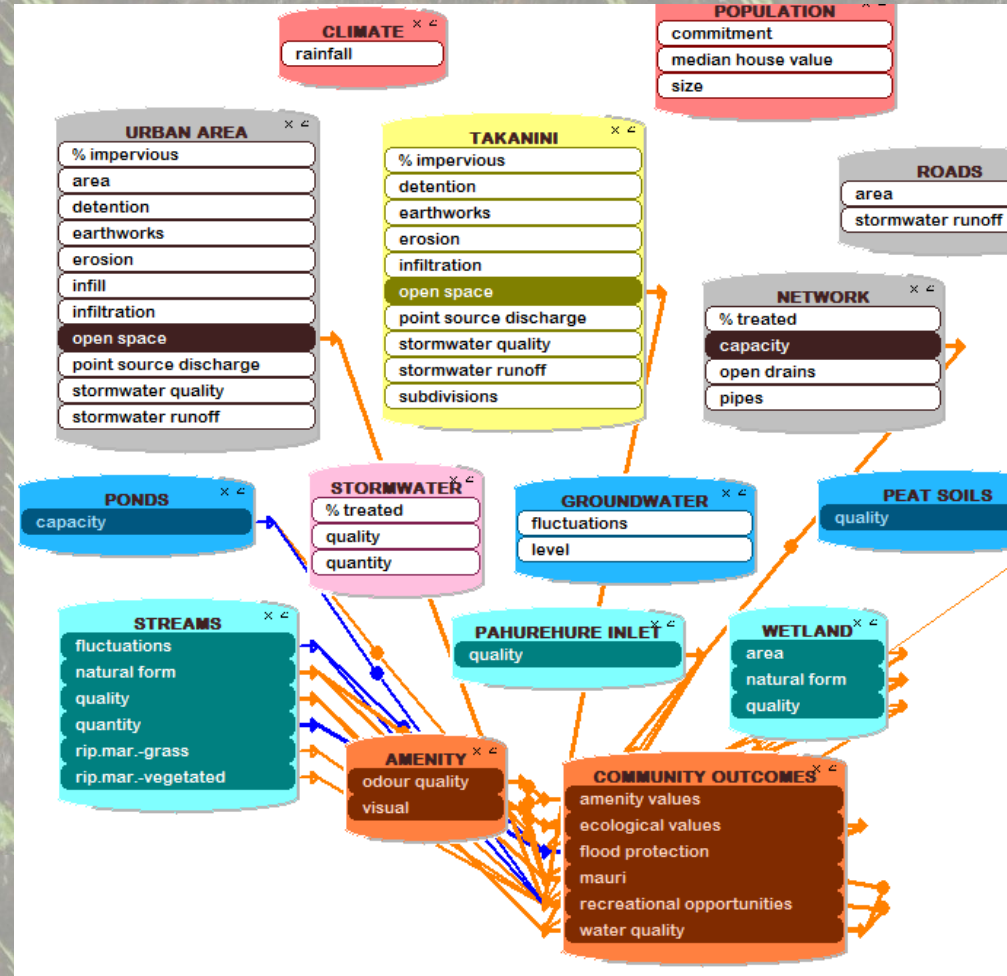 CLIMATE
rainfall
POPULATION
commitment
median house value
size
URBAN AREA
% impervious
area
detention
earthworks
erosion
infill
infiltration
open space
point source discharge
stormwater quality
stormwater runoff
TAKANINI
% impervious
detention
earthworks
erosion
infiltration
open space
point source discharge
stormwater quality
stormwater runoff
subdivisions
ROADS
area
stormwater runoff
NETWORK
% treated
capacity
open drains
pipes
PONDS
capacity
STORMWATER
% treated
quality
quantity
GROUNDWATER
fluctuations
level
PEAT SOILS
quality
STREAMS
fluctuations
natural form
quality
quantity
rip.mar.-grass
rip.mar.-vegetated
PAHUREHURE INLET
quality
WETLAND
area
natural form
quality
AMENITY
odour quality
visual
COMMUNITY OUTCOMES
amenity values
ecological values
flood protection
mauri
recreational opportunities
water quality